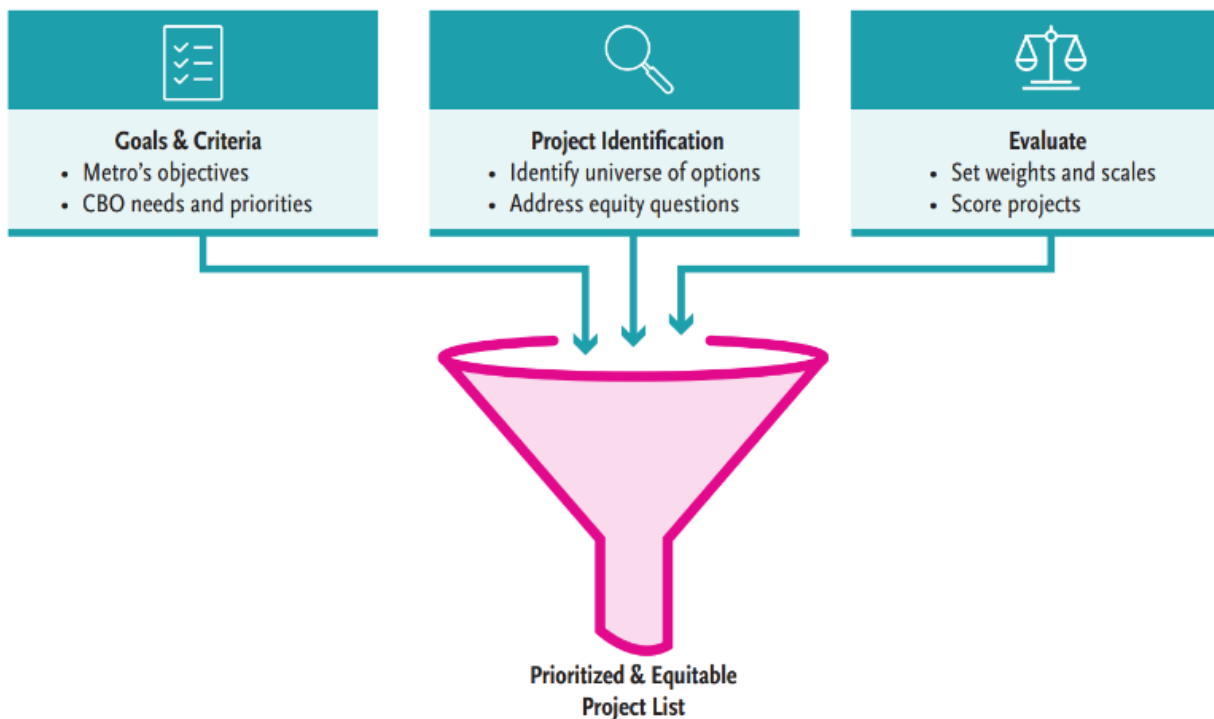 Goals & Criteria
• Metro's objectives
• CBO needs and priorities
Project Identification
• Identify universe of options
• Address equity questions
Evaluate
• Set weights and scales
• Score projects
Prioritized & Equitable
Project List